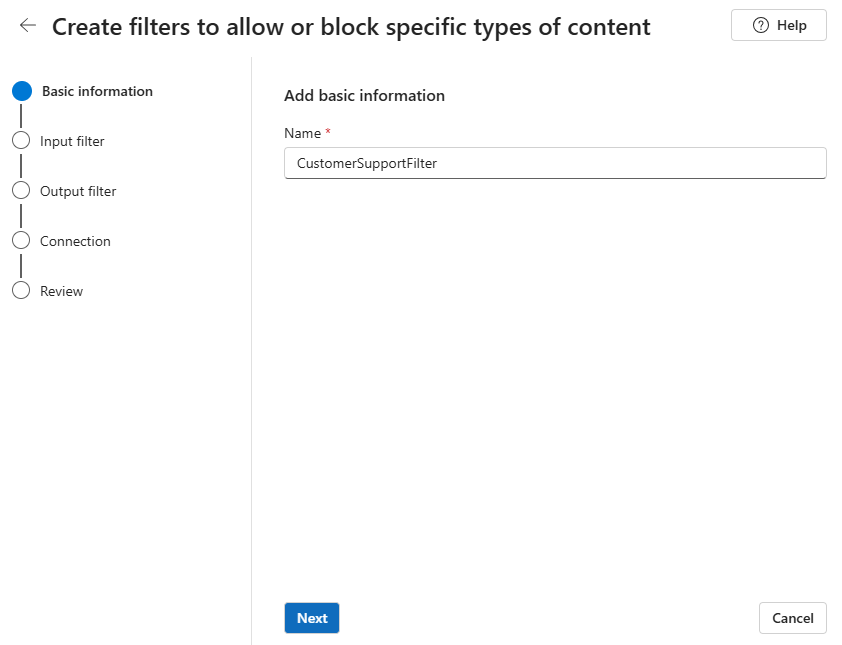 Create filters to allow or block specific types of content
Help
Basic information
Input filter
Output filter
Connection
Review
Add basic information
Name *
CustomerSupportFilter
Next
Cancel